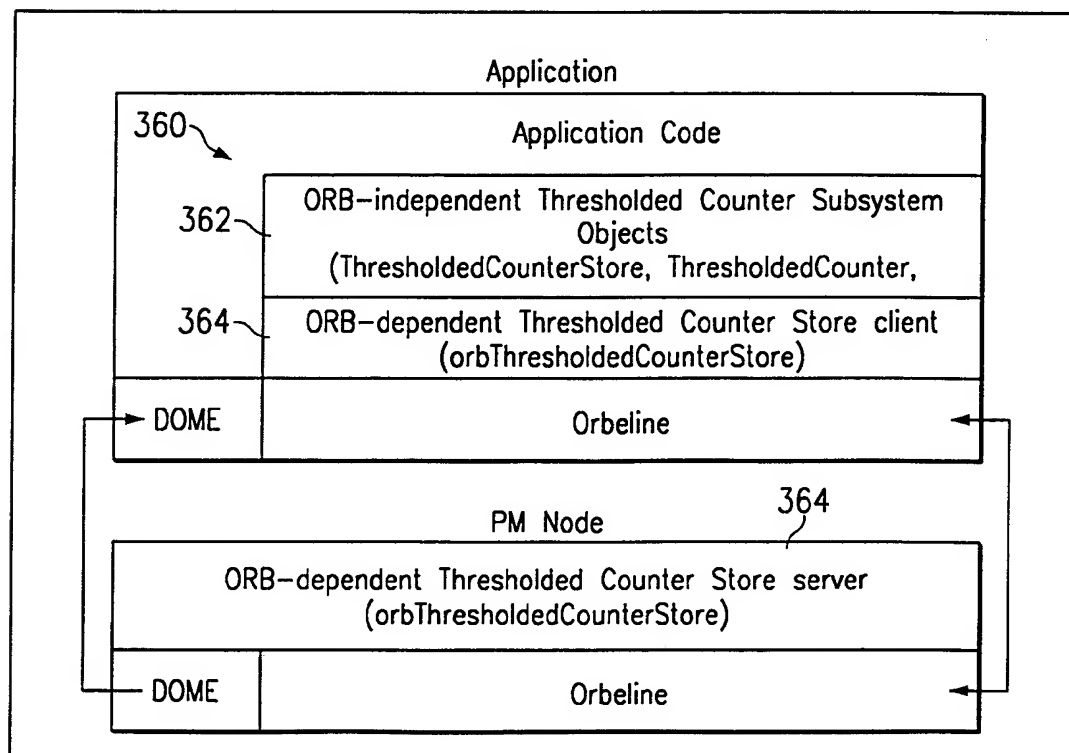 Application
360
Application Code
362
ORB-independent Thresholded Counter Subsystem
Objects
(ThresholdedCounterStore, ThresholdedCounter,
364
ORB-dependent Thresholded Counter Store client
(orbThresholdedCounterStore)
DOME
Orbeline
PM Node
364
ORB-dependent Thresholded Counter Store server
(orbThresholdedCounterStore)
DOME
Orbeline